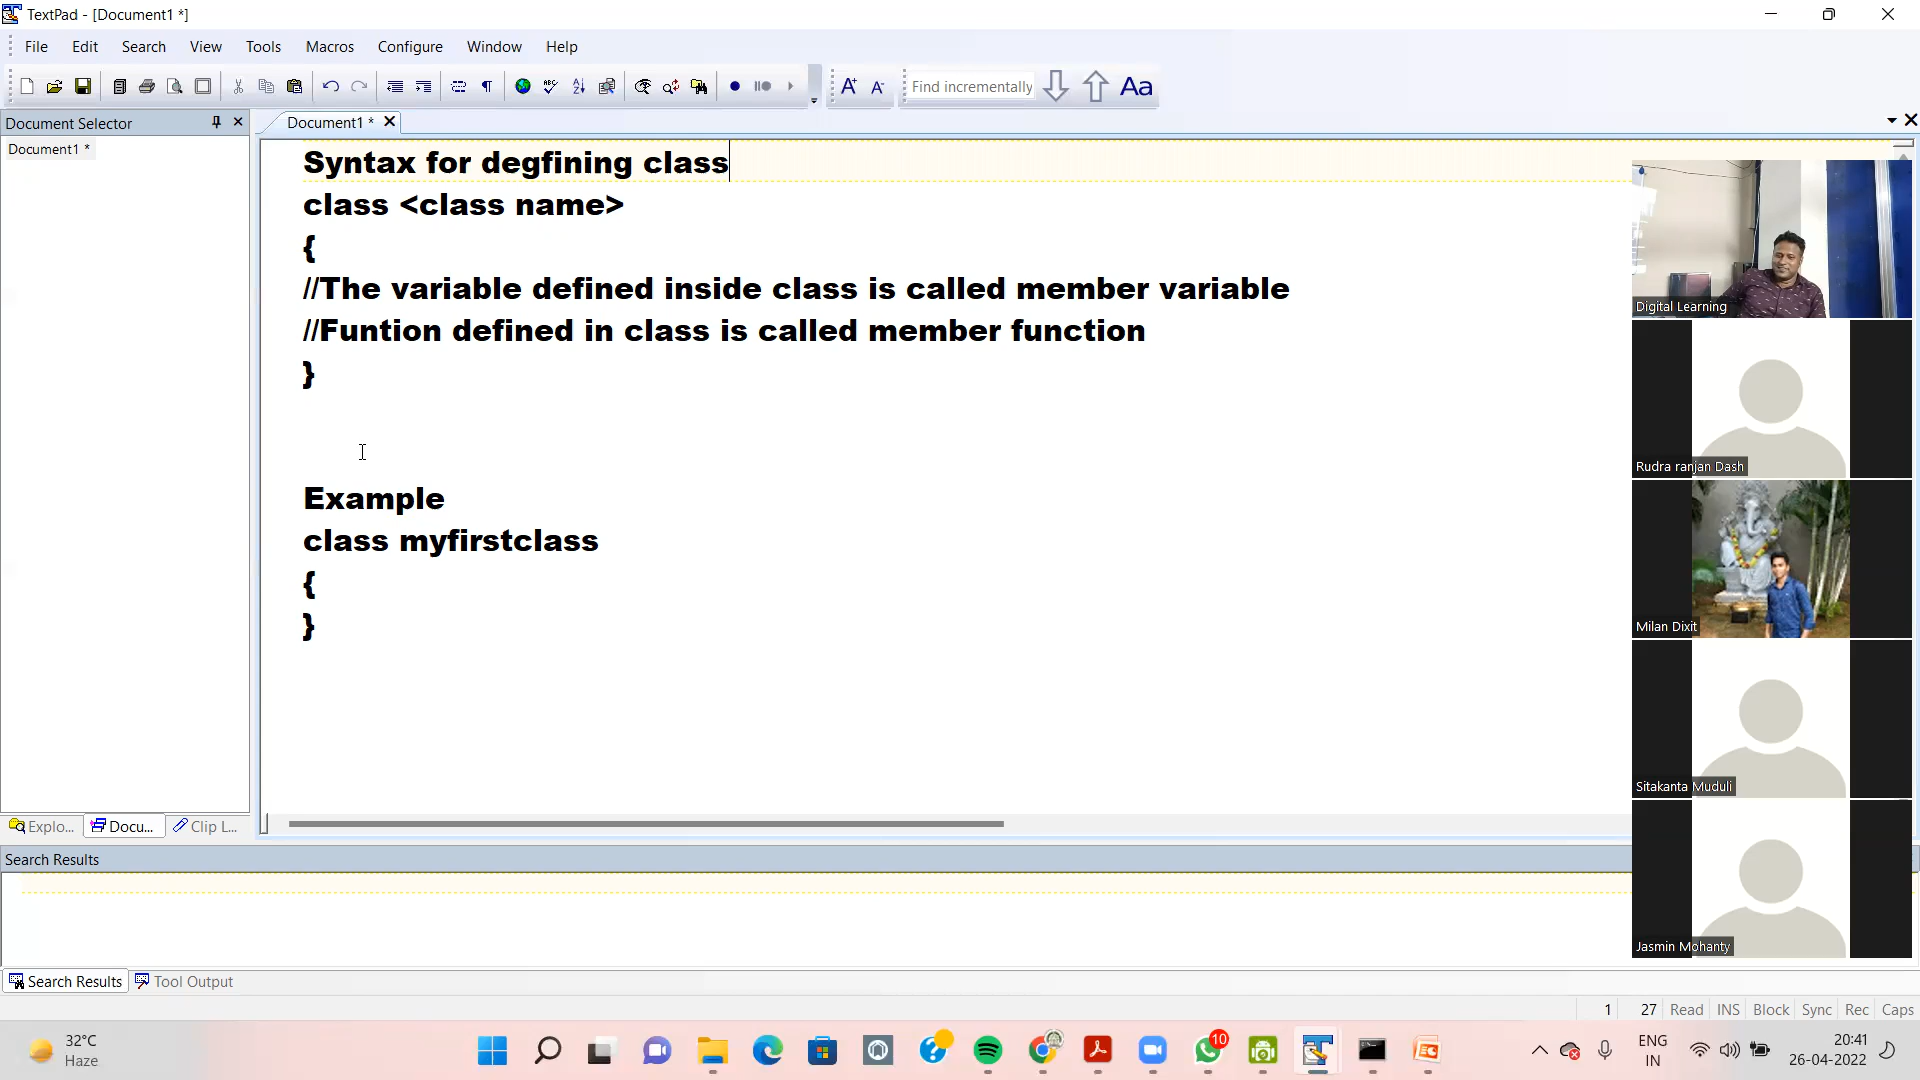 TextPad - [Document1 *]
File Edit Search View Tools Macros Configure Window Help
Find incrementally Aa
Document Selector
Document1 *
Document1 *
Syntax for degfining class
class <class name>
{
//The variable defined inside class is called member variable
//Funtion defined in class is called member function
}
Example
class myfirstclass
{
}
Digital Learning
Rudra ranjan Dash
Milan Dixit
Sitakanta Muduli
Jasmin Mohanty
Explo... Docu... Clip L...
Search Results
Search Results Tool Output
1 27 Read INS Block Sync Rec Caps
32°C
Haze
10
ENG
IN
20:41
26-04-2022